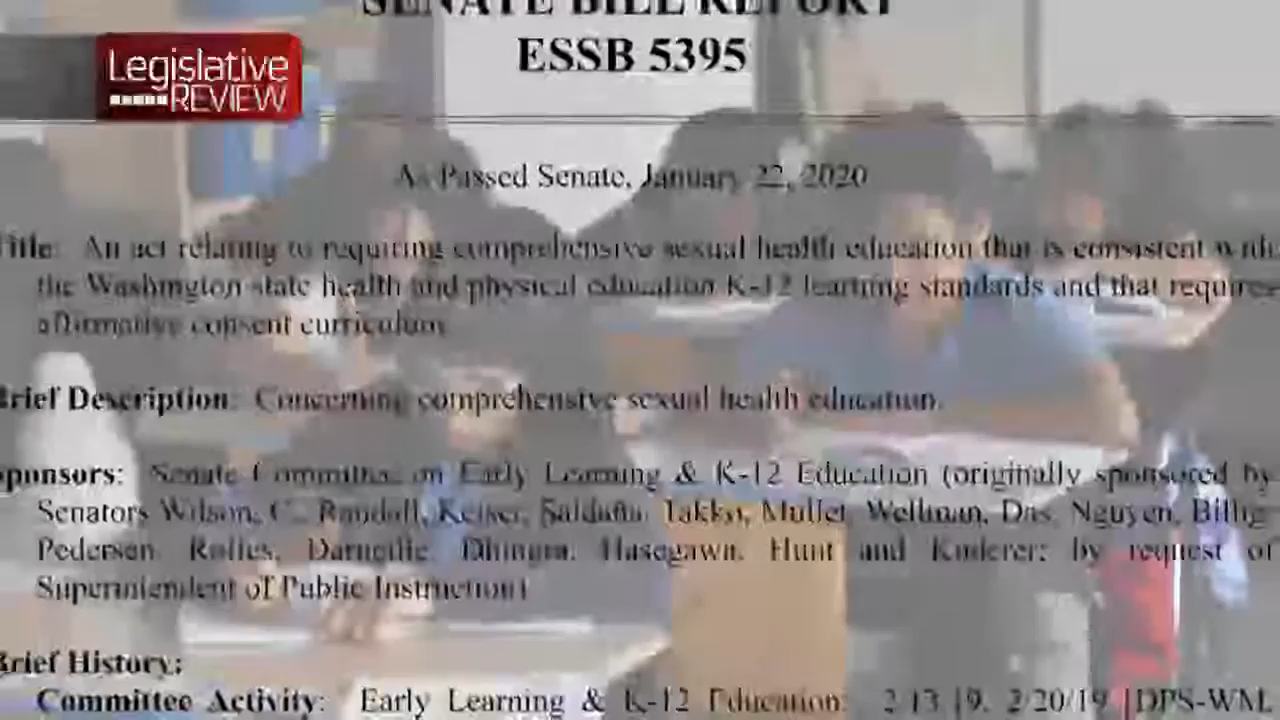 SENATE BILL REPORT
ESSB 5395
Legislative
REVIEW
As Passed Senate, January 22, 2020
Title: An act relating to requiring comprehensive sexual health education that is consistent with
the Washington state health and physical education K-12 learning standards and that requires
affirmative consent curriculum
Brief Description: Concerning comprehensive sexual health education.
Sponsors: Senate Committee on Early Learning & K-12 Education (originally sponsored by
Senators Wilson, C., Randall, Keiser, Saldaña, Takko, Mullet, Wellman, Das, Nguyen, Billig,
Pedersen, Rolfes, Darneille, Dhingra, Hasegawa, Hunt and Kuderer; by request of
Superintendent of Public Instruction)
Brief History:
Committee Activity: Early Learning & K-12 Education: 2/13/19, 2/20/19 [DPS-WM,